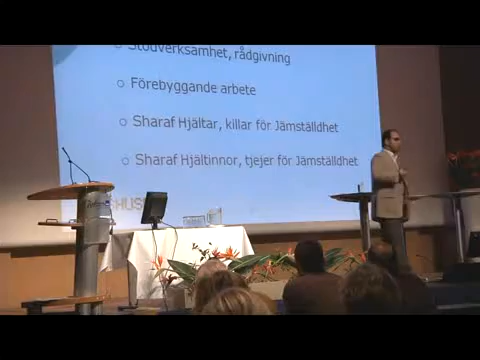 Stödverksamhet, rådgivning
○ Förebyggande arbete
○ Sharaf Hjältar, killar för Jämställdhet
○ Sharaf Hjältinnor, tjejer för Jämställdhet